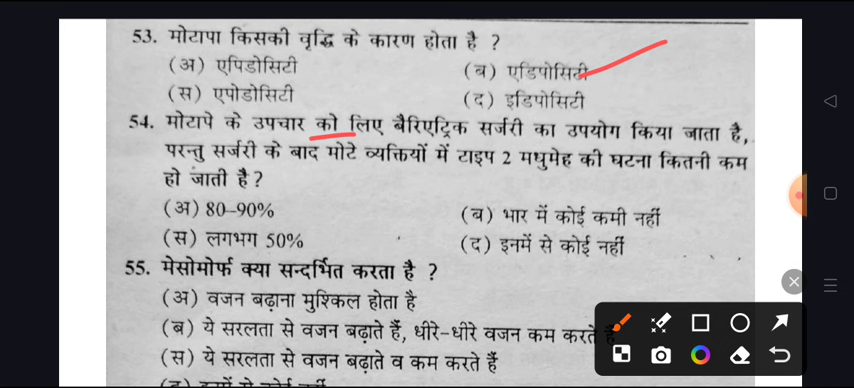 53. मोटापा किसकी वृद्धि के कारण होता है ?
(अ) एपिडोसिटी (ब) एडिपोसिटी
(स) एपोडोसिटी (द) इडिपोसिटी
54. मोटापे के उपचार को लिए बैरिएट्रिक सर्जरी का उपयोग किया जाता है,
परन्तु सर्जरी के बाद मोटे व्यक्तियों में टाइप 2 मधुमेह की घटना कितनी कम
हो जाती है ?
(अ) 80–90% (ब) भार में कोई कमी नहीं
(स) लगभग 50% (द) इनमें से कोई नहीं
55. मेसोमोर्फ क्या सन्दर्भित करता है ?
(अ) वजन बढ़ाना मुश्किल होता है
(ब) ये सरलता से वजन बढ़ाते हैं, धीरे-धीरे वजन कम करते
(स) ये सरलता से वजन बढ़ाते व कम करते हैं